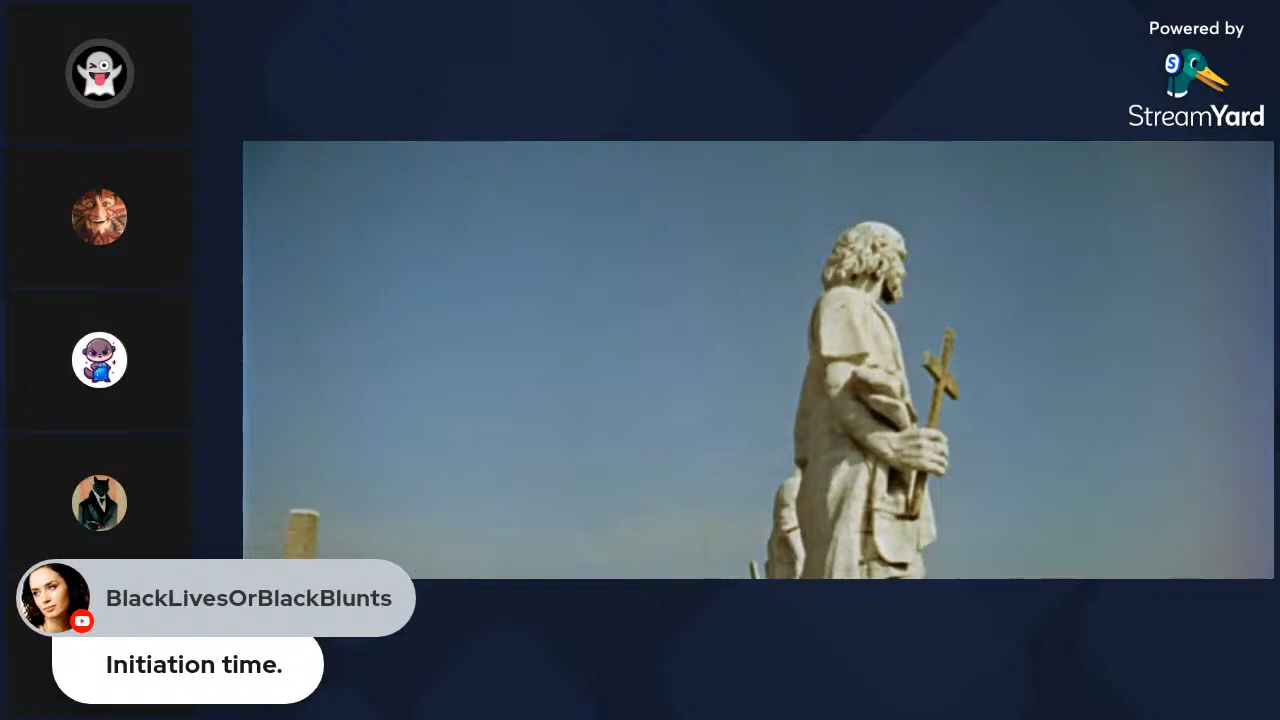 Powered by
S
StreamYard
BlackLivesOrBlackBlunts
Initiation time.